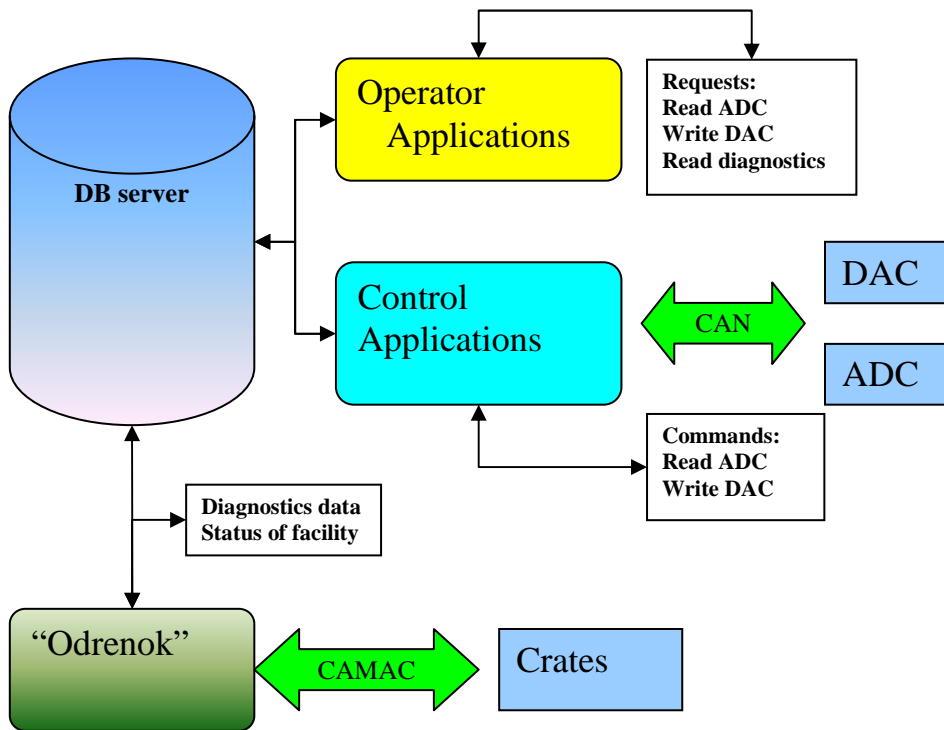 Operator
Applications
Requests:
Read ADC
Write DAC
Read diagnostics
DB server
Control
Applications
CAN
DAC
ADC
Commands:
Read ADC
Write DAC
Diagnostics data
Status of facility
“Odrenok”
CAMAC
Crates